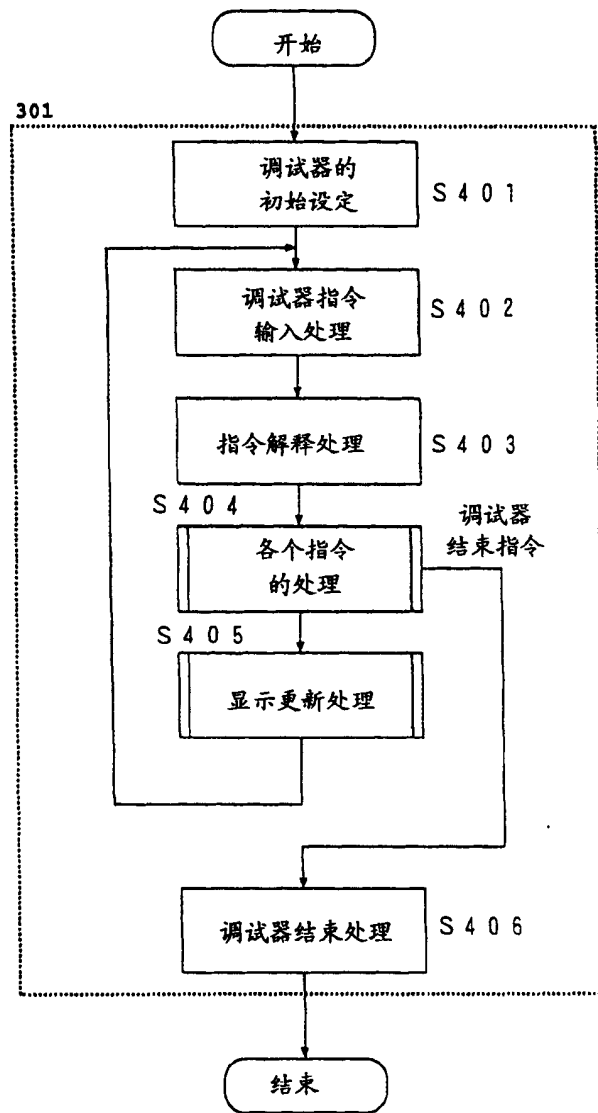 开始
301
调试器的
初始设定
S401
调试器指令
输入处理
S402
指令解释处理
S403
S404
各个指令
的处理
调试器
结束指令
S405
显示更新处理
调试器结束处理
S406
结束